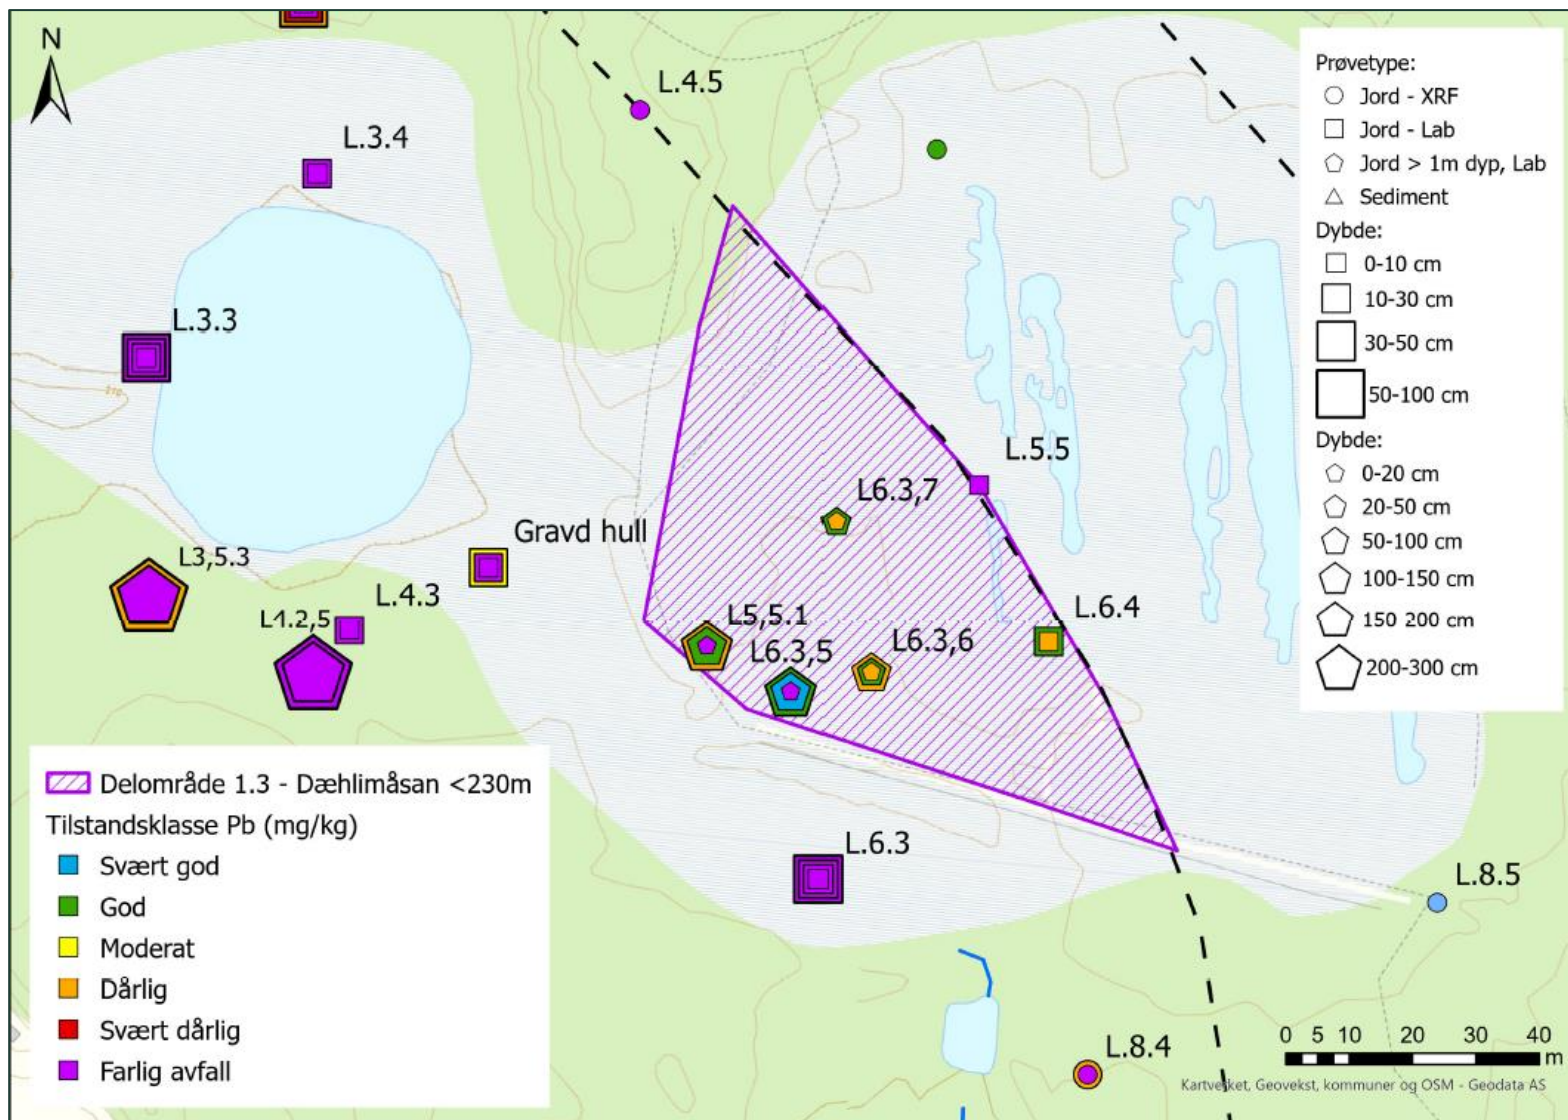 N
L.4.5
L.3.4
L.3.3
L.5.5
L6.3,7
Gravd hull
L3,5.3
L.4.3
L4.2,5
L.6.4
L5,5.1
L6.3,5
L6.3,6
L.6.3
L.8.5
L.8.4
Prøvetype:
Jord - XRF
Jord - Lab
Jord > 1m dyp, Lab
Sediment
Dybde:
0-10 cm
10-30 cm
30-50 cm
50-100 cm
Dybde:
0-20 cm
20-50 cm
50-100 cm
100-150 cm
150 200 cm
200-300 cm
Delområde 1.3 - Dæhlimåsan <230m
Tilstandsklasse Pb (mg/kg)
Svært god
God
Moderat
Dårlig
Svært dårlig
Farlig avfall
0 5 10 20 30 40
m
Kartverket, Geovekst, kommuner og OSM - Geodata AS